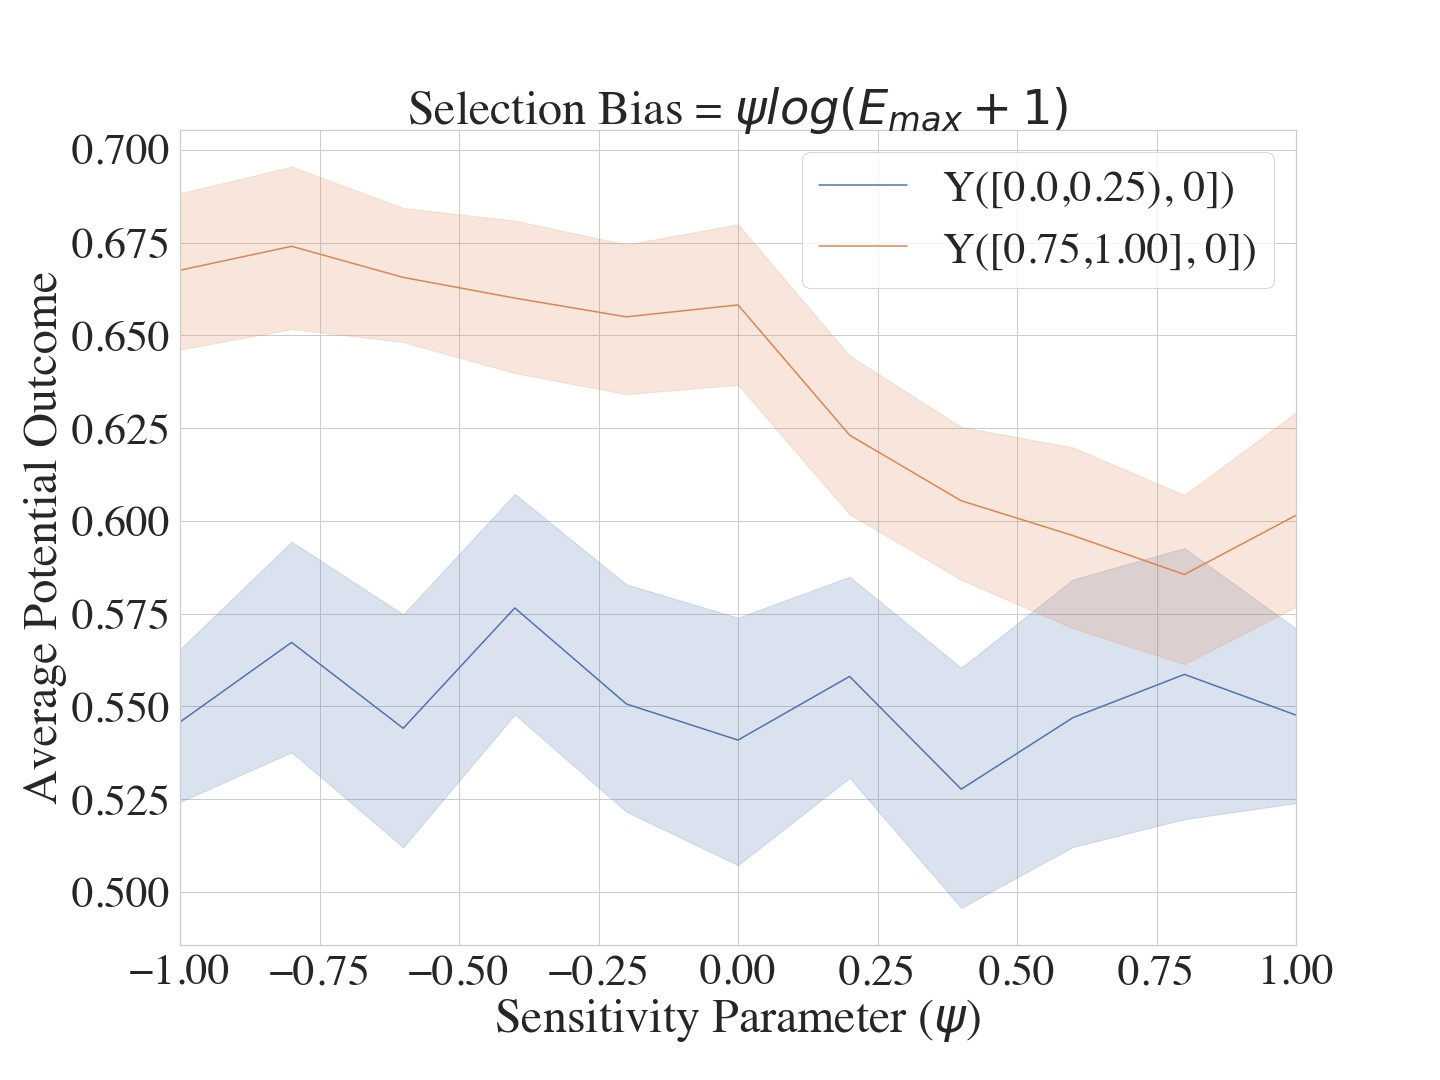 Selection Bias = ψlog(E_max + 1)
Y([0.0,0.25), 0])
Y([0.75,1.00], 0])
Average Potential Outcome
0.700
0.675
0.650
0.625
0.600
0.575
0.550
0.525
0.500
−1.00 −0.75 −0.50 −0.25 0.00 0.25 0.50 0.75 1.00
Sensitivity Parameter (ψ)